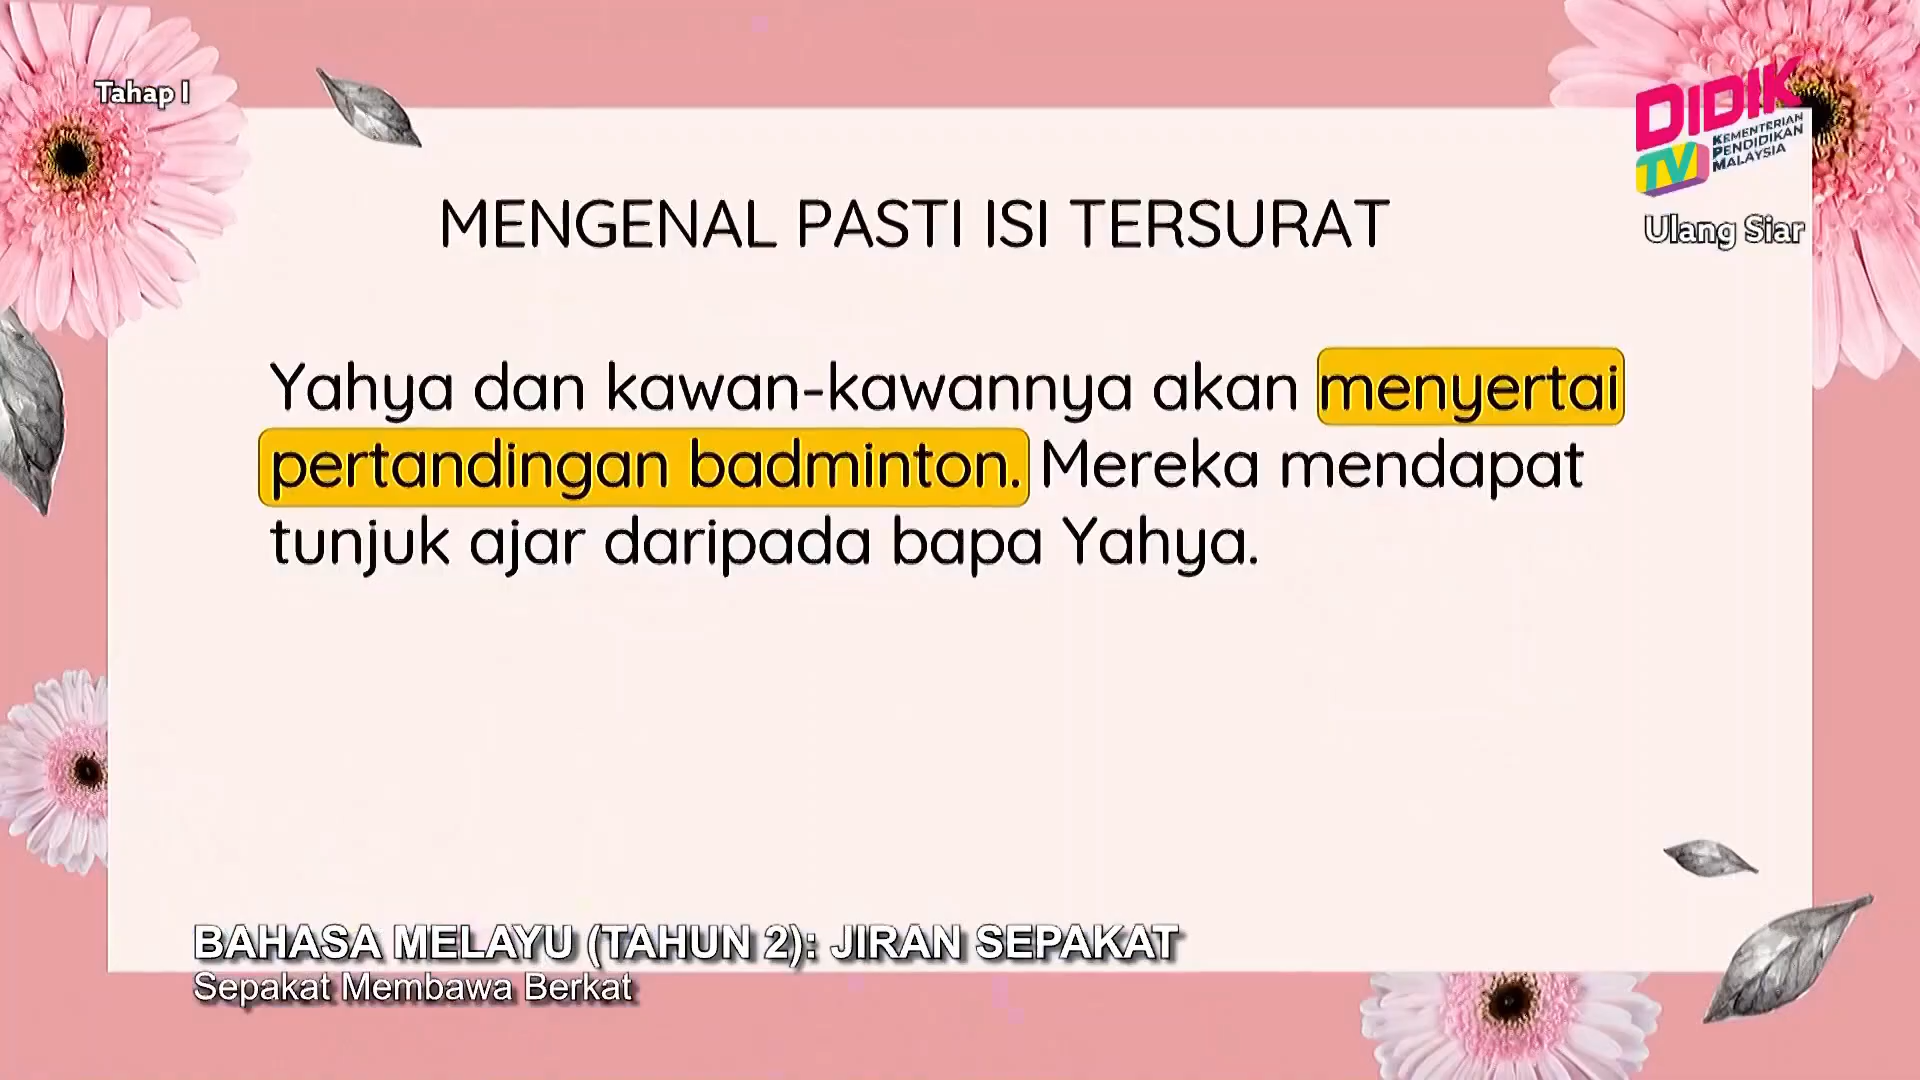 Tahap 1
DIDIK
TV
KEMENTERIAN
PENDIDIKAN
MALAYSIA
Ulang Siar
MENGENAL PASTI ISI TERSURAT
Yahya dan kawan-kawannya akan menyertai
pertandingan badminton. Mereka mendapat
tunjuk ajar daripada bapa Yahya.
BAHASA MELAYU (TAHUN 2): JIRAN SEPAKAT
Sepakat Membawa Berkat